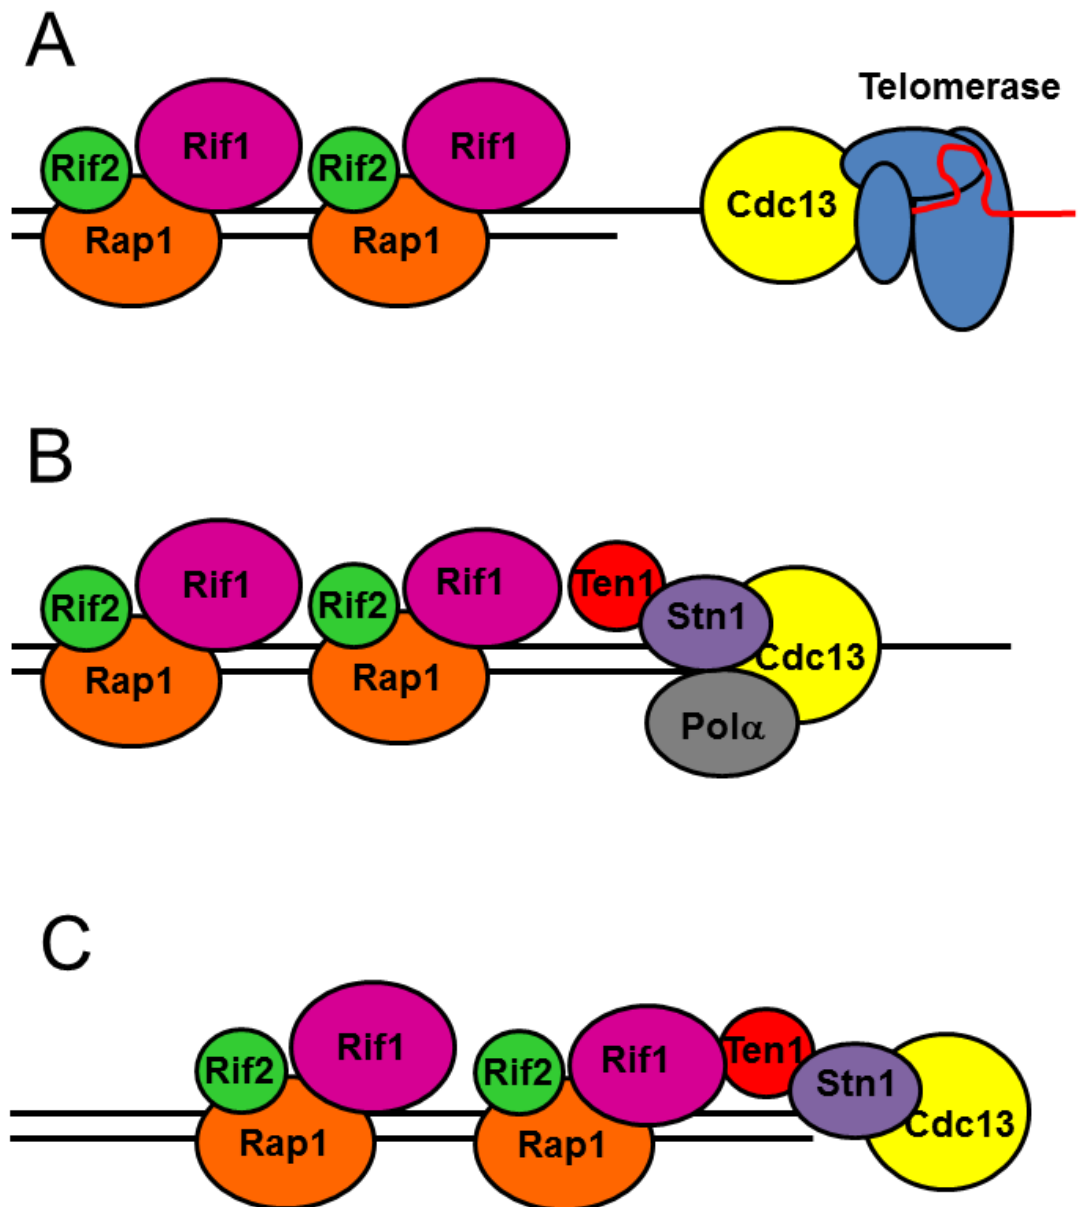 A
Telomerase
Rif2 Rif1 Rif2 Rif1
Cdc13
Rap1 Rap1
B
Rif2 Rif1 Rif2 Rif1 Ten1 Stn1
Cdc13
Rap1 Rap1
Polα
C
Rif2 Rif1 Rif2 Rif1 Ten1 Stn1
Cdc13
Rap1 Rap1